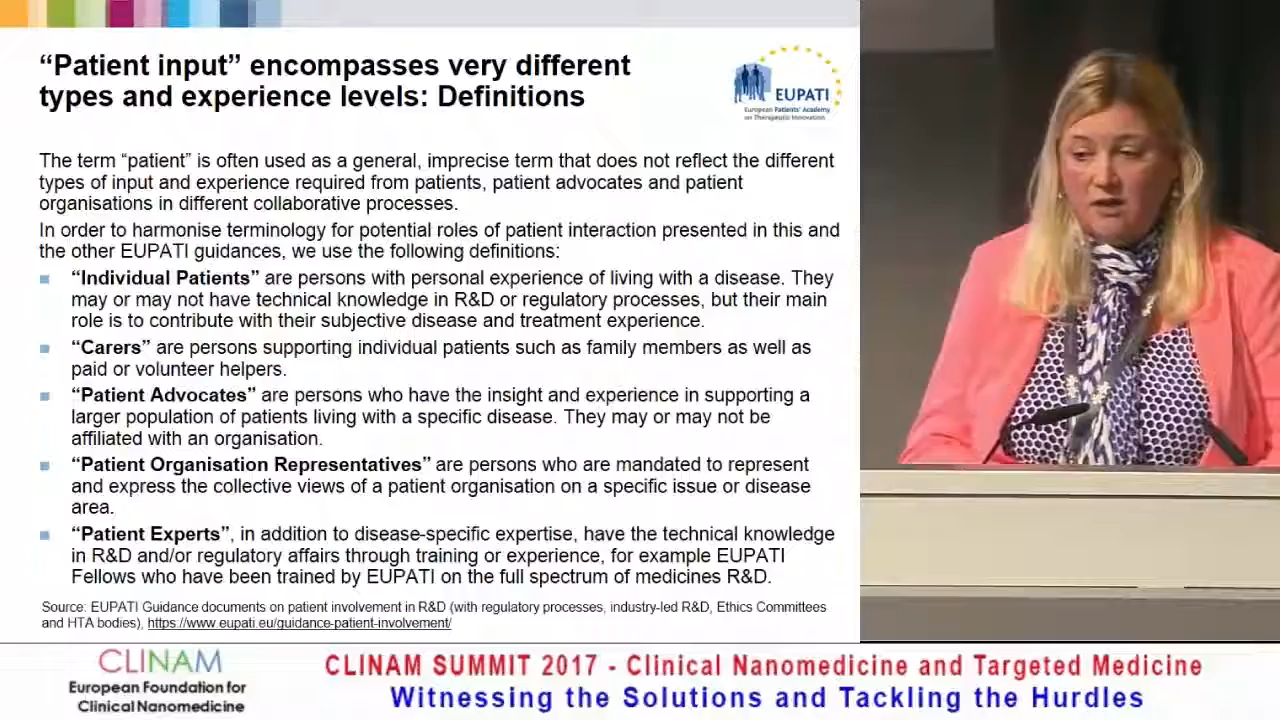 “Patient input” encompasses very different
types and experience levels: Definitions
EUPATI
European Patients' Academy
on Therapeutic Innovation
The term “patient” is often used as a general, imprecise term that does not reflect the different
types of input and experience required from patients, patient advocates and patient
organisations in different collaborative processes.
In order to harmonise terminology for potential roles of patient interaction presented in this and
the other EUPATI guidances, we use the following definitions:
“Individual Patients” are persons with personal experience of living with a disease. They
may or may not have technical knowledge in R&D or regulatory processes, but their main
role is to contribute with their subjective disease and treatment experience.
“Carers” are persons supporting individual patients such as family members as well as
paid or volunteer helpers.
“Patient Advocates” are persons who have the insight and experience in supporting a
larger population of patients living with a specific disease. They may or may not be
affiliated with an organisation.
“Patient Organisation Representatives” are persons who are mandated to represent
and express the collective views of a patient organisation on a specific issue or disease
area.
“Patient Experts”, in addition to disease-specific expertise, have the technical knowledge
in R&D and/or regulatory affairs through training or experience, for example EUPATI
Fellows who have been trained by EUPATI on the full spectrum of medicines R&D.
Source: EUPATI Guidance documents on patient involvement in R&D (with regulatory processes, industry-led R&D, Ethics Committees
and HTA bodies), https://www.eupati.eu/guidance-patient-involvement/
CLINAM
European Foundation for
Clinical Nanomedicine
CLINAM SUMMIT 2017 - Clinical Nanomedicine and Targeted Medicine
Witnessing the Solutions and Tackling the Hurdles